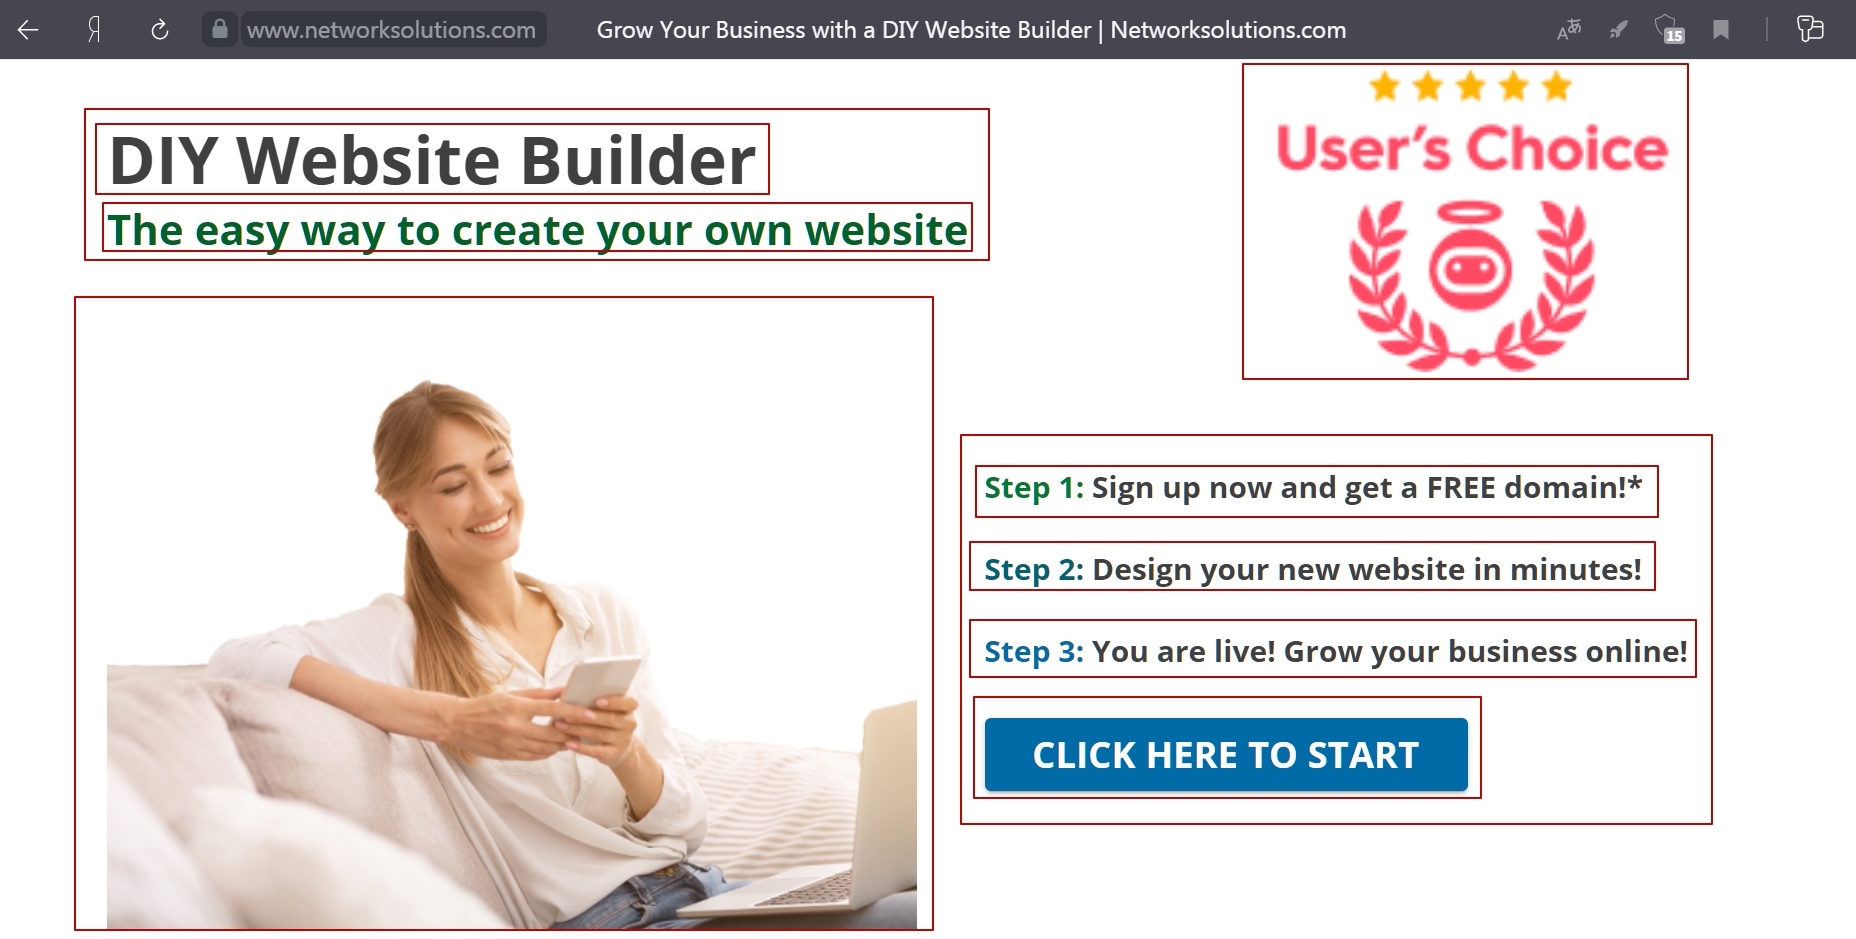 www.networksolutions.com
Grow Your Business with a DIY Website Builder | Networksolutions.com
15
DIY Website Builder
The easy way to create your own website
User's Choice
Step 1: Sign up now and get a FREE domain!*
Step 2: Design your new website in minutes!
Step 3: You are live! Grow your business online!
CLICK HERE TO START